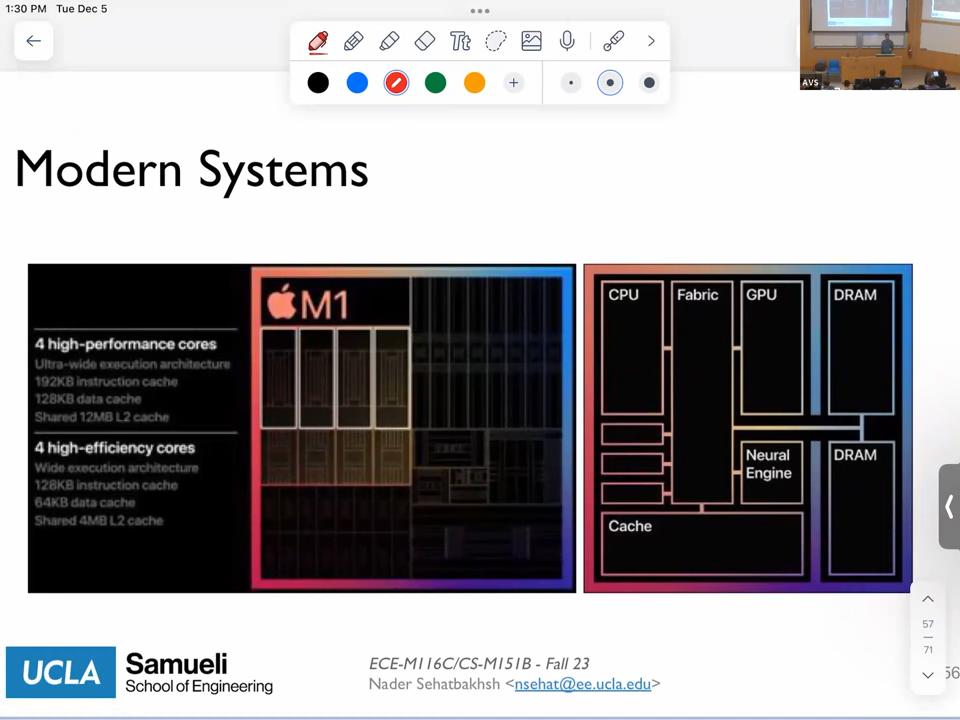 1:30 PM Tue Dec 5
Tt
AVS
Modern Systems
M1
4 high-performance cores
Ultra-wide execution architecture
192KB instruction cache
128KB data cache
Shared 12MB L2 cache
4 high-efficiency cores
Wide execution architecture
128KB instruction cache
64KB data cache
Shared 4MB L2 cache
CPU
Fabric
GPU
DRAM
Neural
Engine
DRAM
Cache
57
71
56
UCLA
Samueli
School of Engineering
ECE-M116C/CS-M151B - Fall 23
Nader Sehatbakhsh <nsehat@ee.ucla.edu>